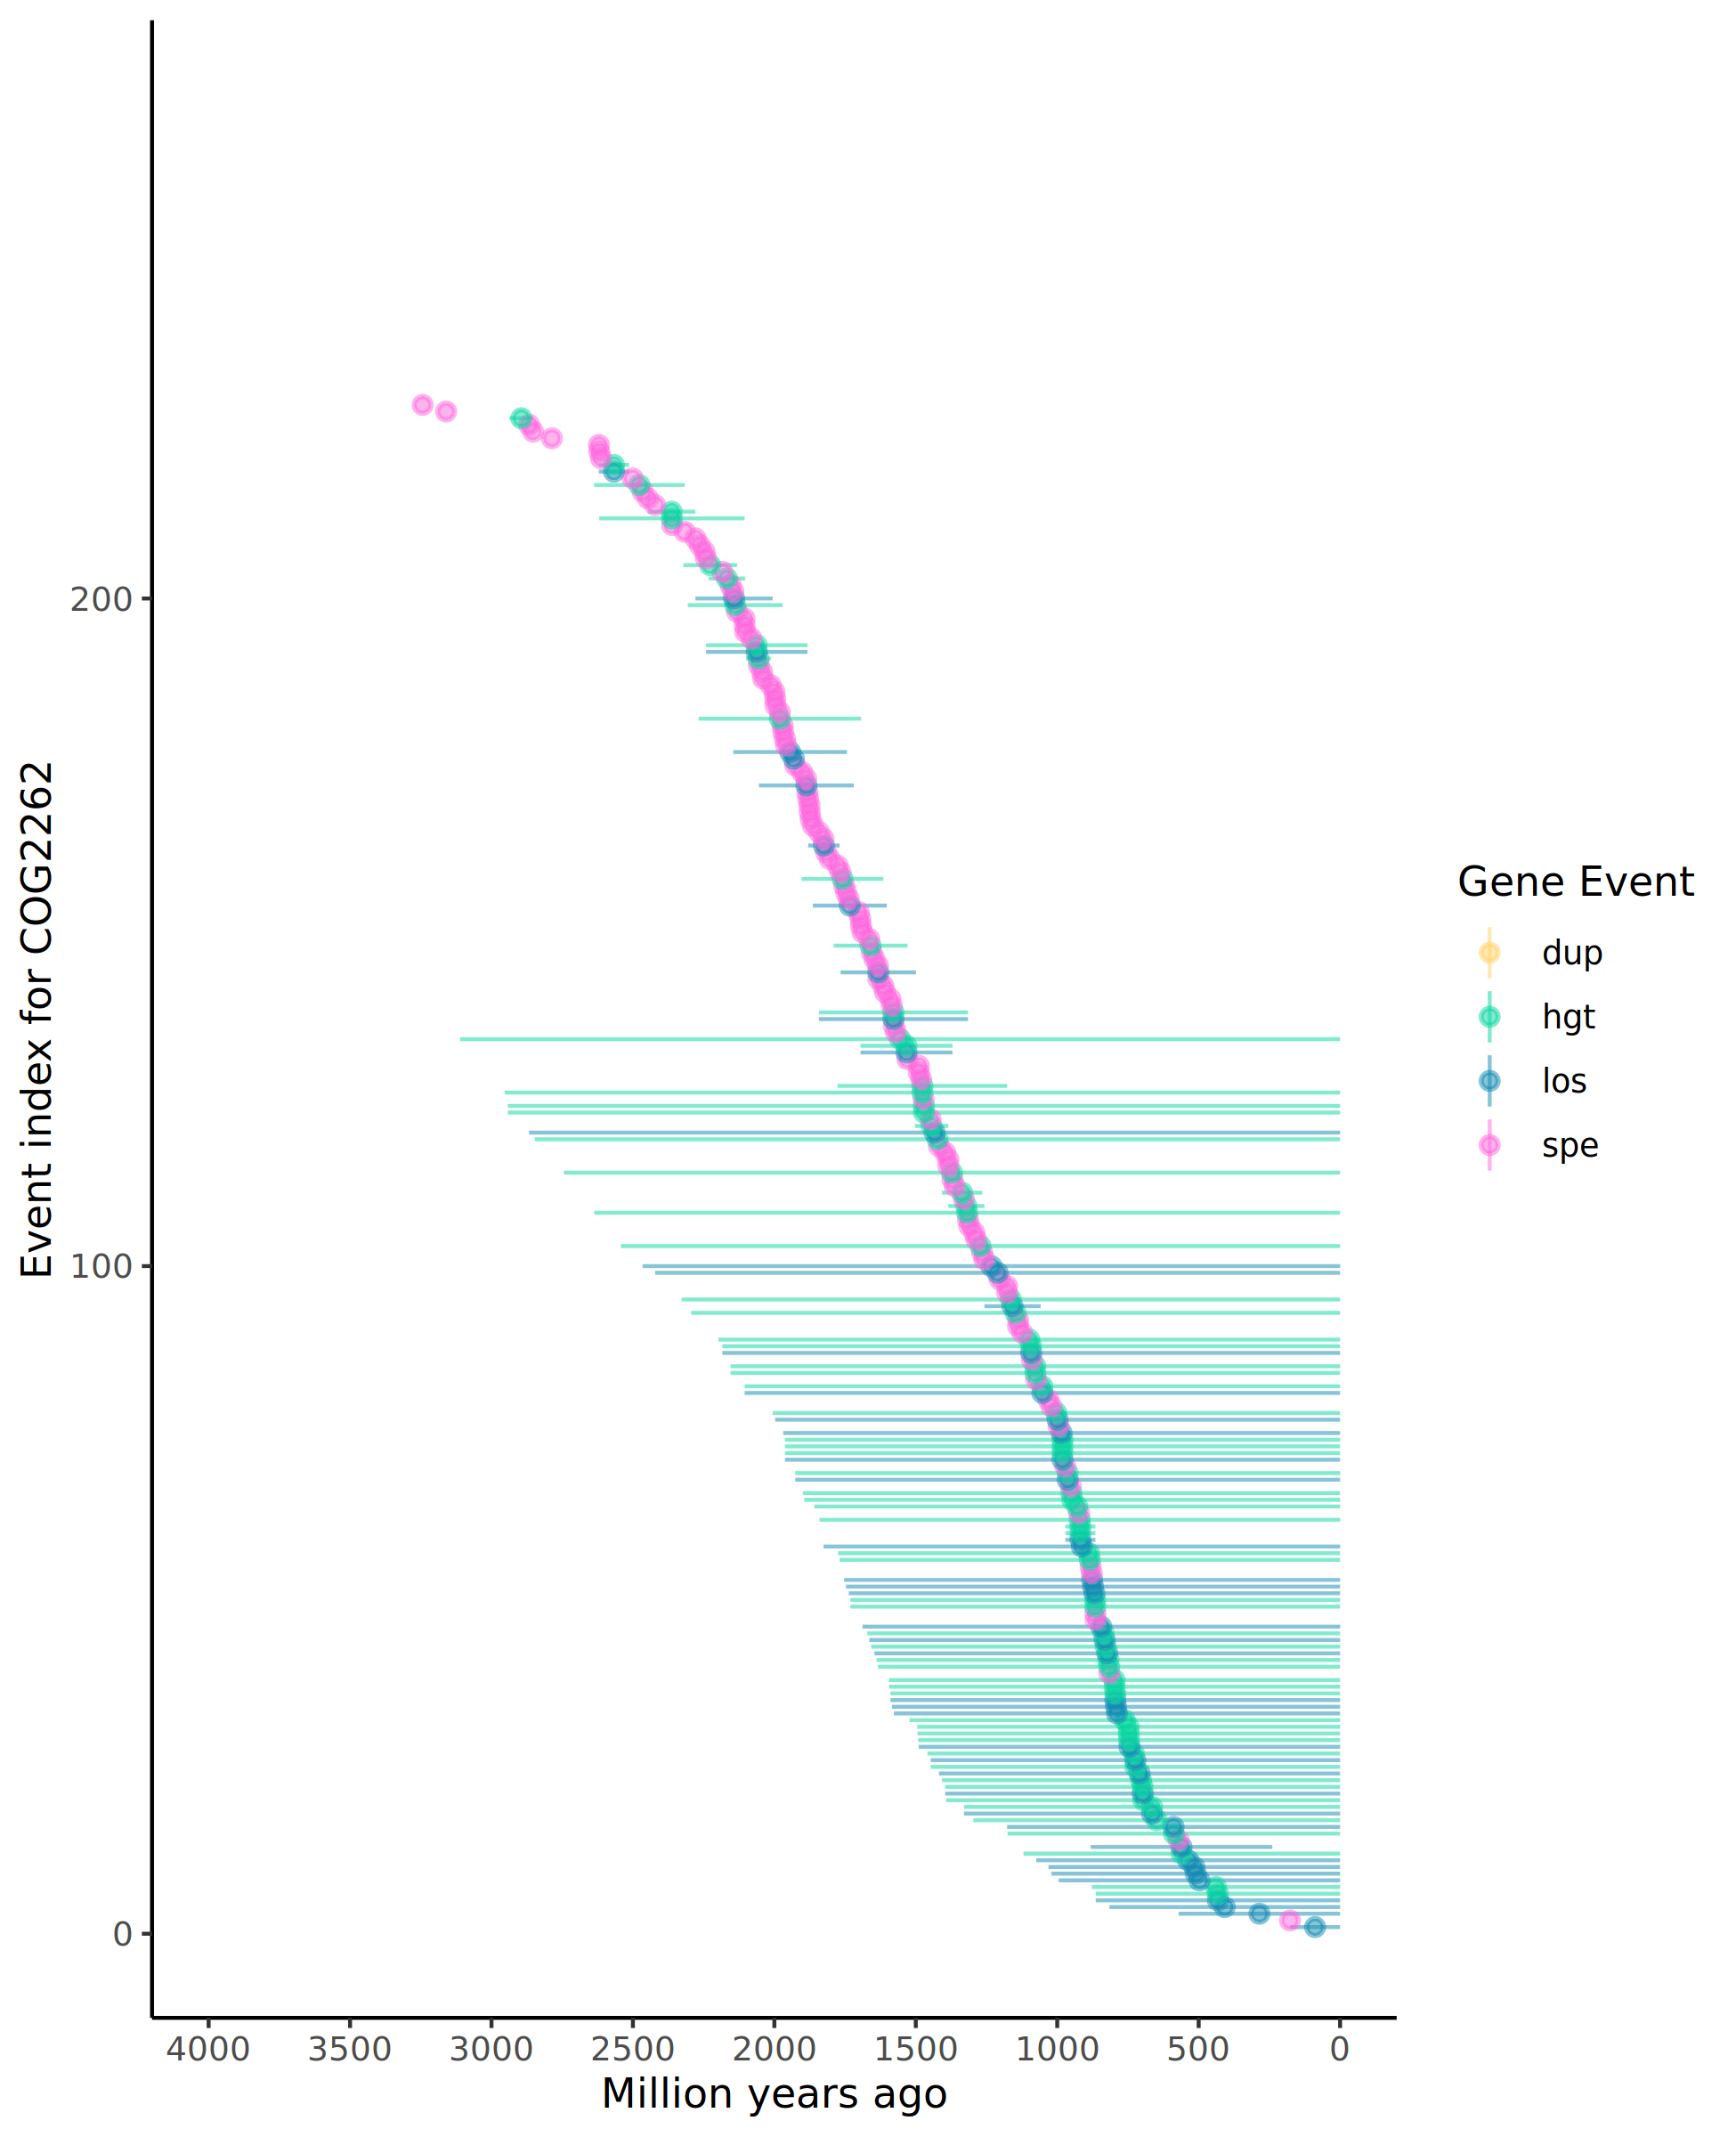 Event index for COG2262
200
100
0
4000 3500 3000 2500 2000 1500 1000 500 0
Million years ago
Gene Event
dup
hgt
los
spe